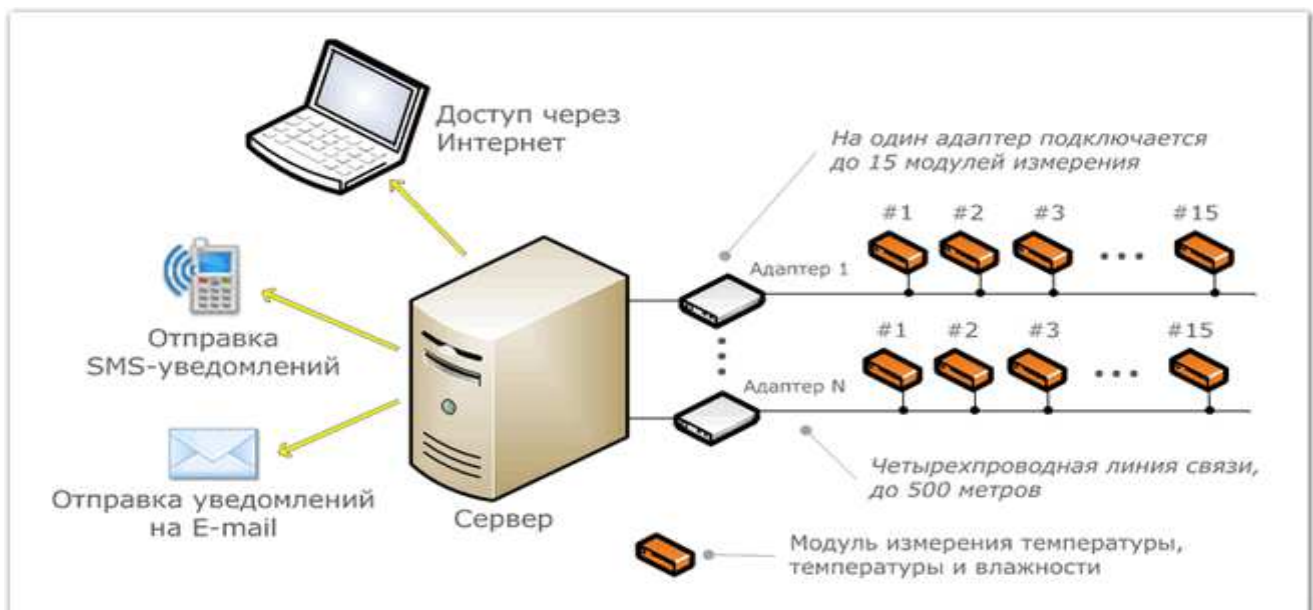 Доступ через
Интернет
На один адаптер подключается
до 15 модулей измерения
#1 #2 #3 #15
Адаптер 1
Отправка
SMS-уведомлений
#1 #2 #3 #15
Адаптер N
Четырехпроводная линия связи,
до 500 метров
Отправка уведомлений
на E-mail
Сервер
Модуль измерения температуры,
температуры и влажности